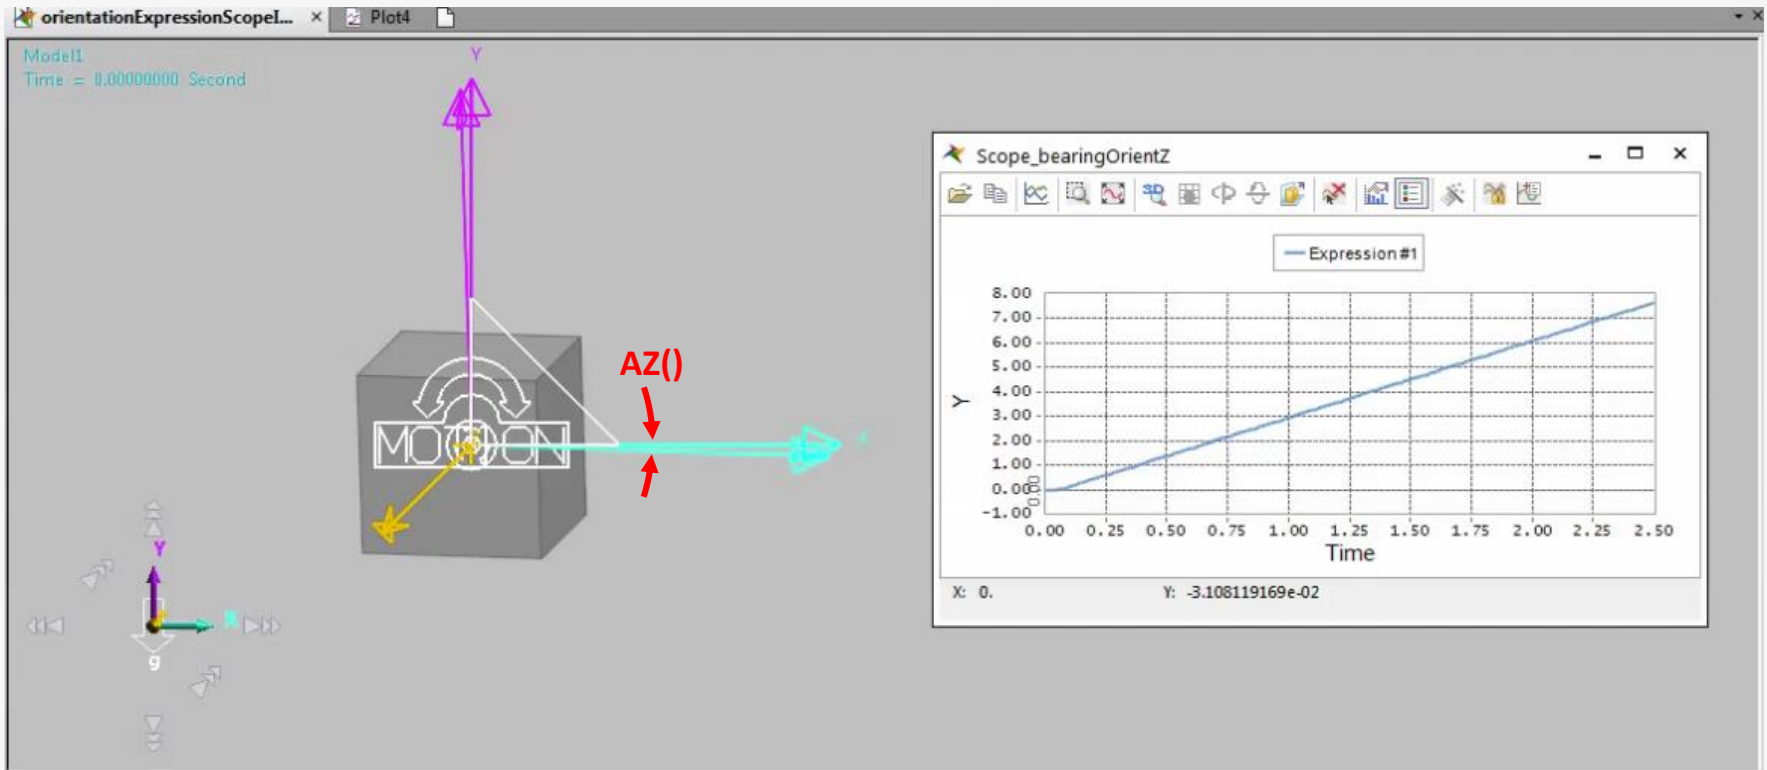 orientationExpressionScopeI...
Plot4
Model1
Time = 0.00000000 Second
Y
AZ()
MOTION
Y
g
Scope_bearingOrientZ
3D
Expression #1
8.00
7.00
6.00
5.00
4.00
3.00
2.00
1.00
0.00
-1.00
0.00
Y
0.00 0.25 0.50 0.75 1.00 1.25 1.50 1.75 2.00 2.25 2.50
Time
X: 0. Y: -3.108119169e-02